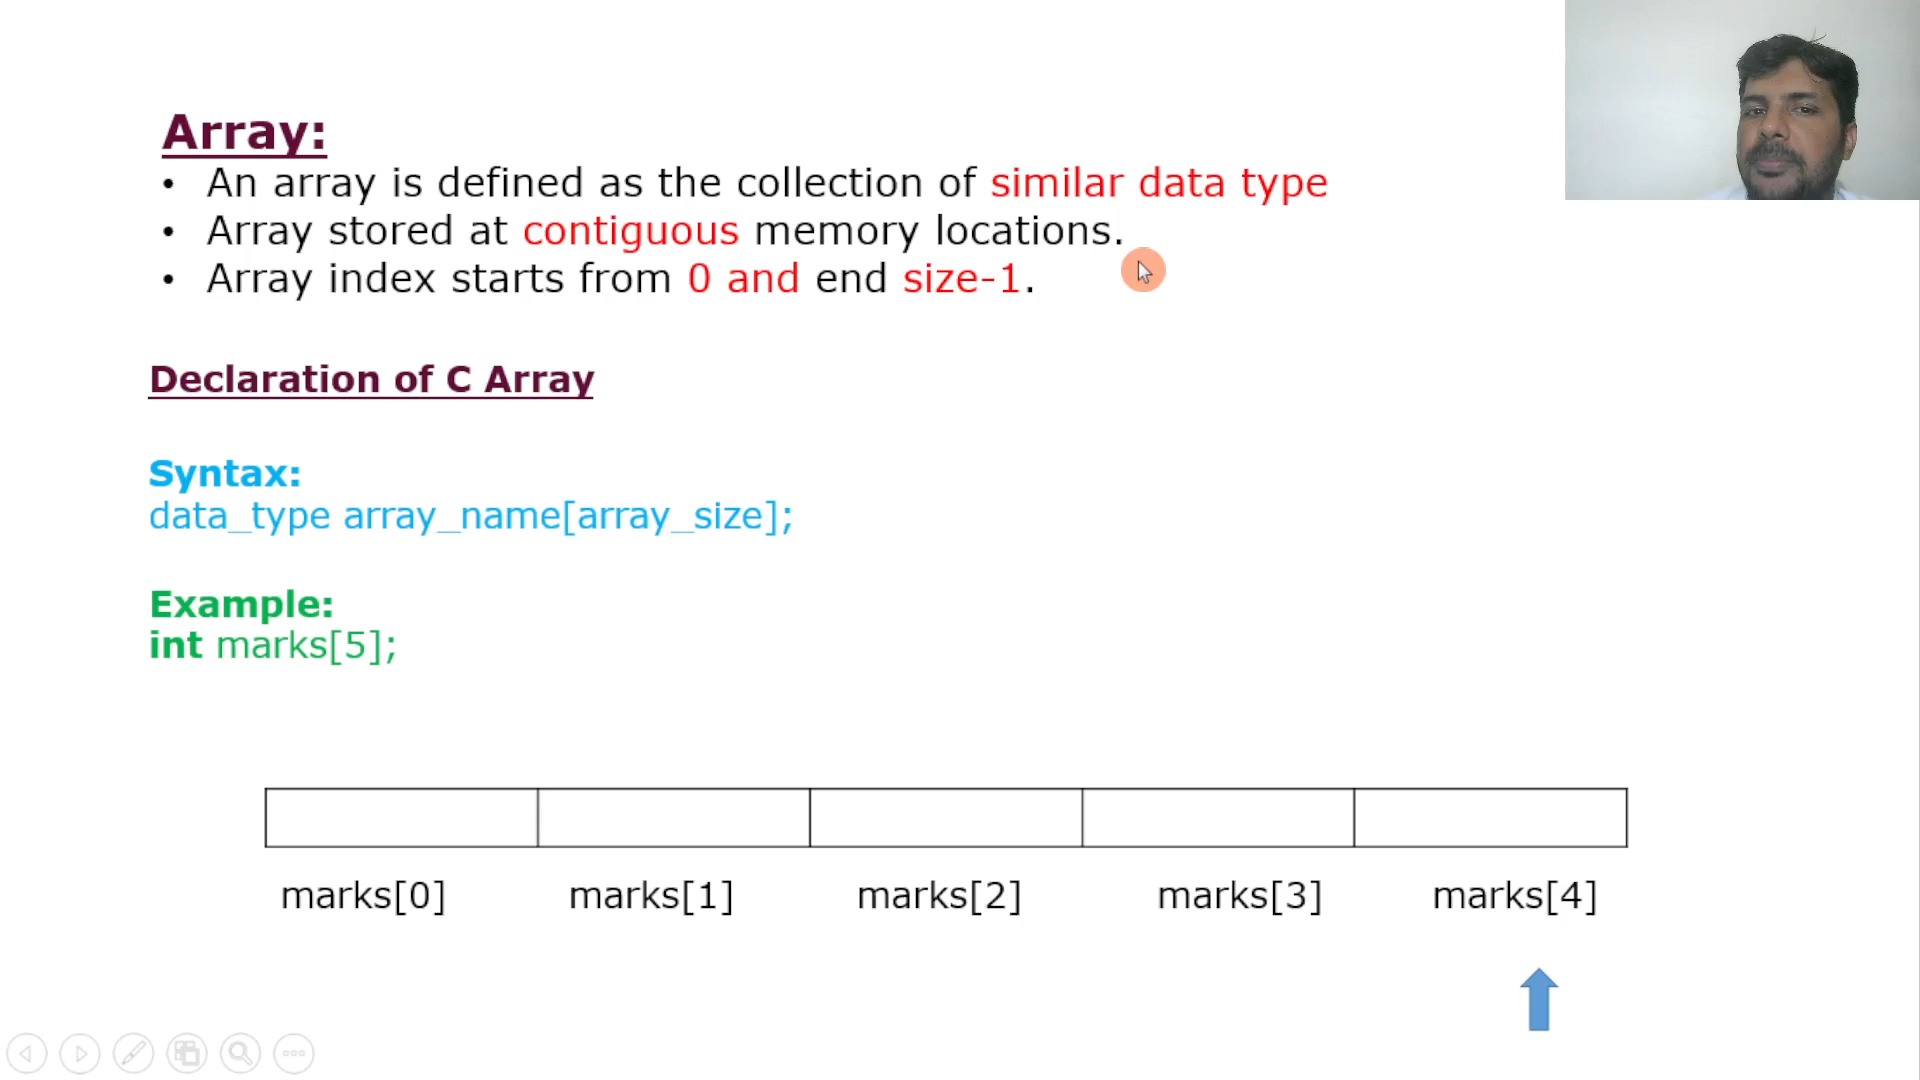 Array:
• An array is defined as the collection of similar data type
• Array stored at contiguous memory locations.
• Array index starts from 0 and end size-1.
Declaration of C Array
Syntax:
data_type array_name[array_size];
Example:
int marks[5];
marks[0] marks[1] marks[2] marks[3] marks[4]